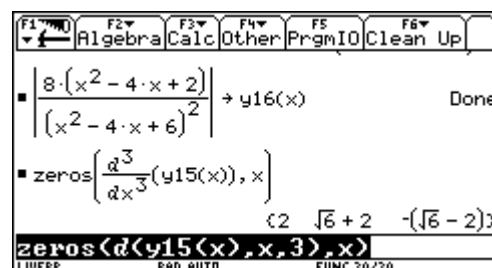 F1 F2 F3 F4 F5 F6
Algebra Calc Other PrgmIO Clean Up
▪ |8·(x² - 4·x + 2) / (x² - 4·x + 6)²| → y16(x) Done
▪ zeros(d³/dx³(y15(x)), x)
{2 √6 + 2 -(√6 - 2)}
zeros(d(y15(x),x,3),x)
RAD AUTO FUNC 30/30